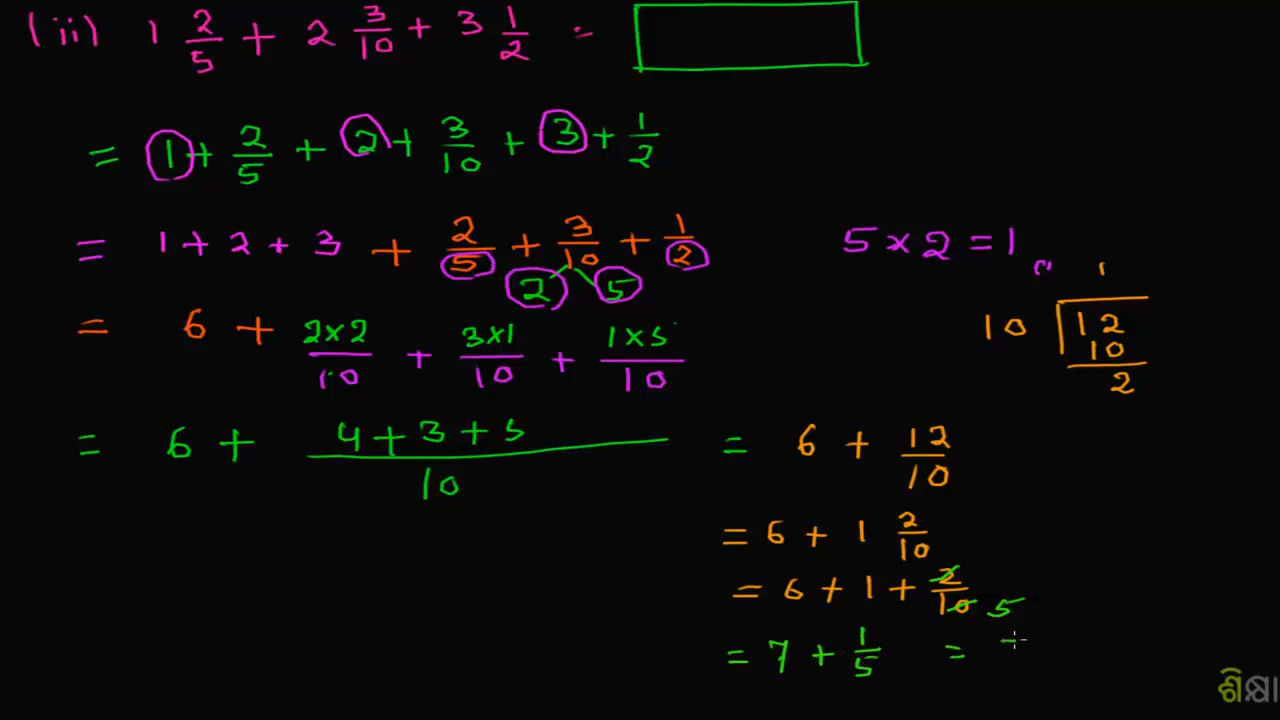 (ii) 1 2/5 + 2 3/10 + 3 1/2 =
= 1 + 2/5 + 2 + 3/10 + 3 + 1/2
= 1 + 2 + 3 + 2/5 + 3/10 + 1/2
2 5
5 × 2 = 1
= 6 + 2×2/10 + 3×1/10 + 1×5/10
1
10 12
10
2
= 6 + 4+3+5/10
= 6 + 12/10
= 6 + 1 2/10
= 6 + 1 + 2/10 5
= 7 + 1/5 =
ଶିକ୍ଷା